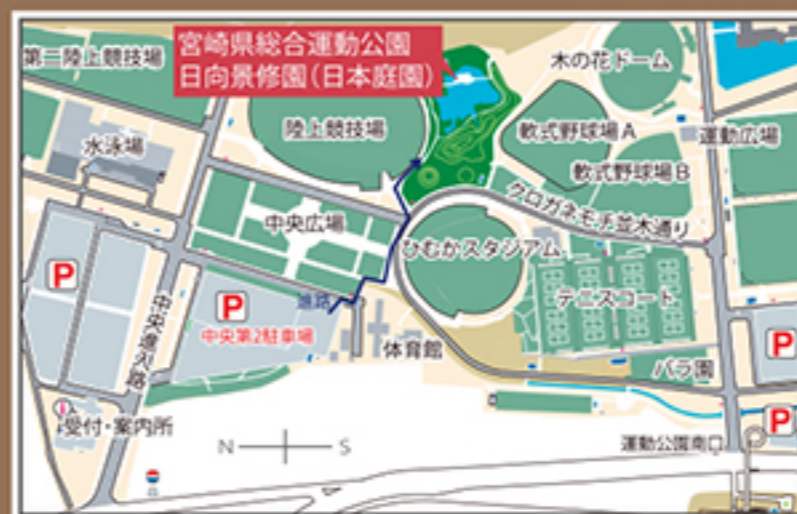 宮崎県総合運動公園
日向景修園(日本庭園)
第二陸上競技場
木の花ドーム
水泳場
陸上競技場
軟式野球場A
運動広場
軟式野球場B
クロガネモチ並木通り
中央広場
ひむかスタジアム
P
進路
P
中央第2駐車場
テニスコート
中央進入路
体育館
P
バラ園
受付・案内所
P
N
S
運動公園南口